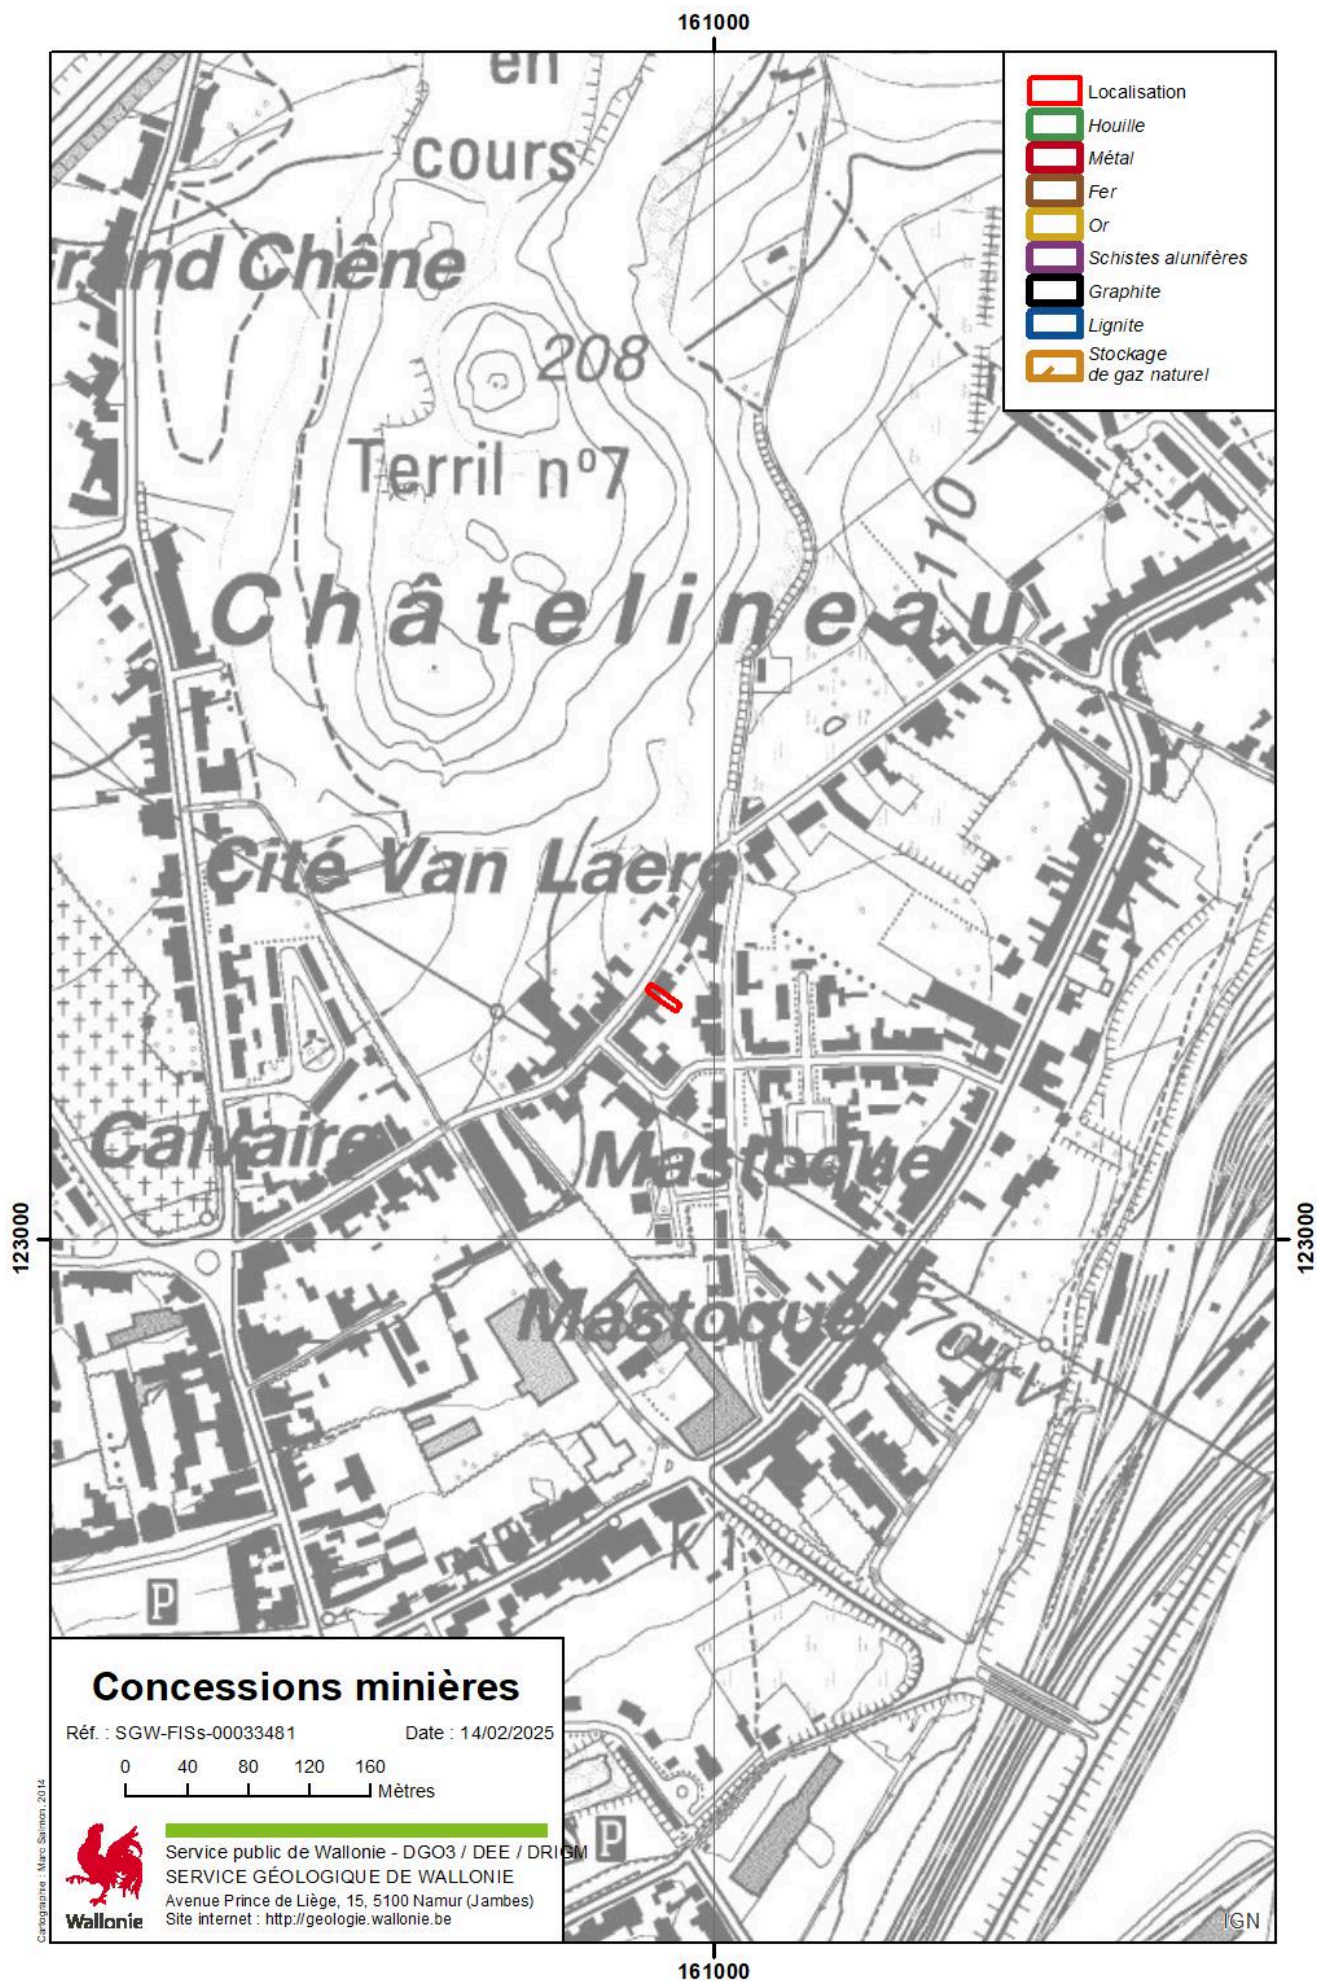 161000
en
cours
Grand Chêne
208
Terril nº7
110
Châtelineau
Cité Van Laere
Calvaire
Mastoque
Mastoque
70kV
K1
P
P
123000
123000
Localisation
Houille
Métal
Fer
Or
Schistes alunifères
Graphite
Lignite
Stockage
de gaz naturel
Concessions minières
Réf. : SGW-FISs-00033481
Date : 14/02/2025
0 40 80 120 160
Mètres
Service public de Wallonie - DGO3 / DEE / DRIGM
SERVICE GÉOLOGIQUE DE WALLONIE
Avenue Prince de Liège, 15, 5100 Namur (Jambes)
Site internet : http://geologie.wallonie.be
Wallonie
Cartographie : Marc Salmon, 2014
IGN
161000